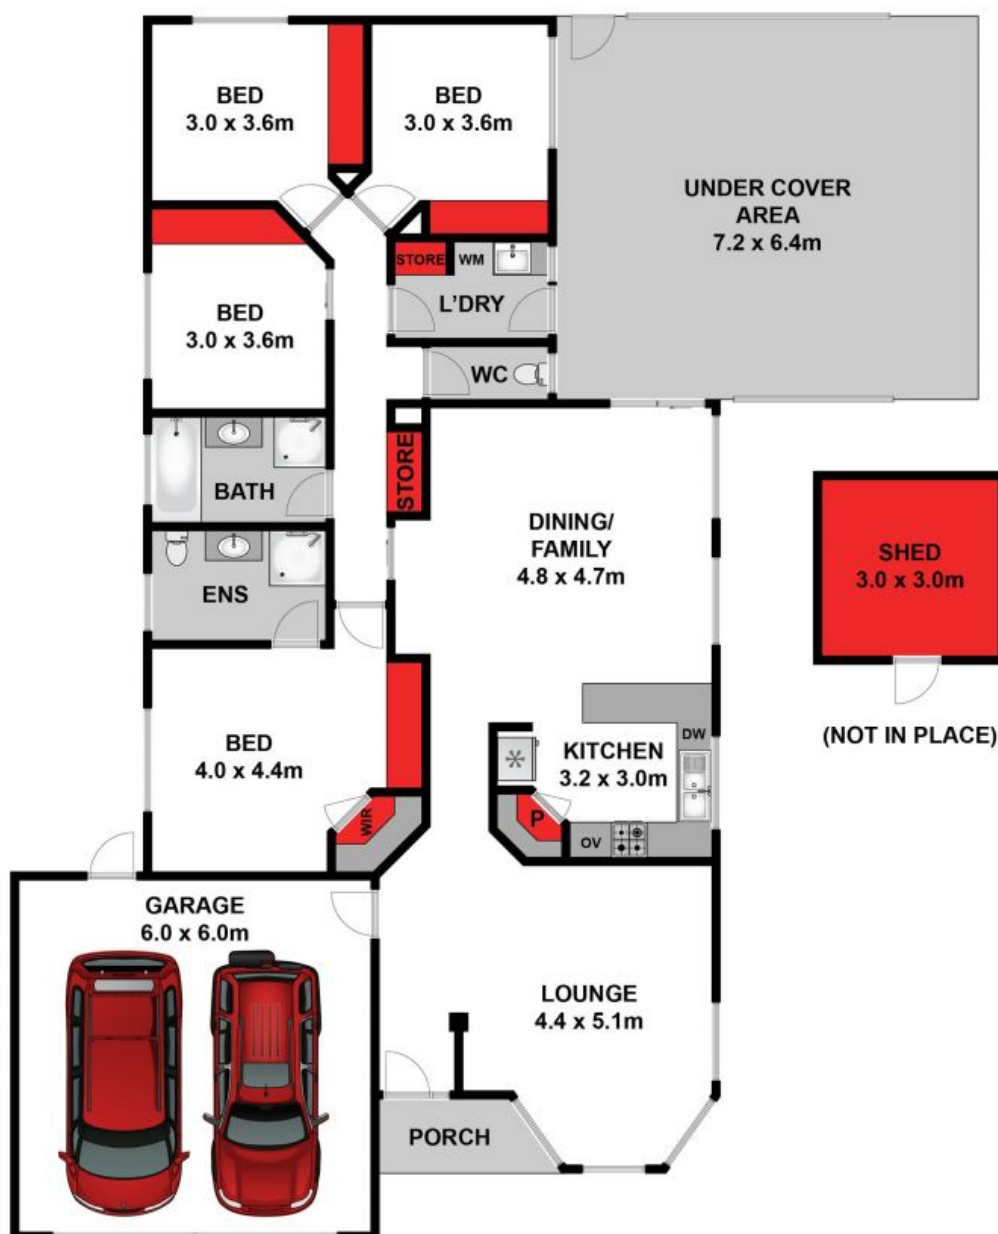 BED
3.0 x 3.6m
BED
3.0 x 3.6m
UNDER COVER
AREA
7.2 x 6.4m
STORE
WM
L'DRY
BED
3.0 x 3.6m
WC
STORE
BATH
DINING/
FAMILY
4.8 x 4.7m
SHED
3.0 x 3.0m
ENS
(NOT IN PLACE)
BED
4.0 x 4.4m
KITCHEN
3.2 x 3.0m
DW
WIR
P
OV
GARAGE
6.0 x 6.0m
LOUNGE
4.4 x 5.1m
PORCH